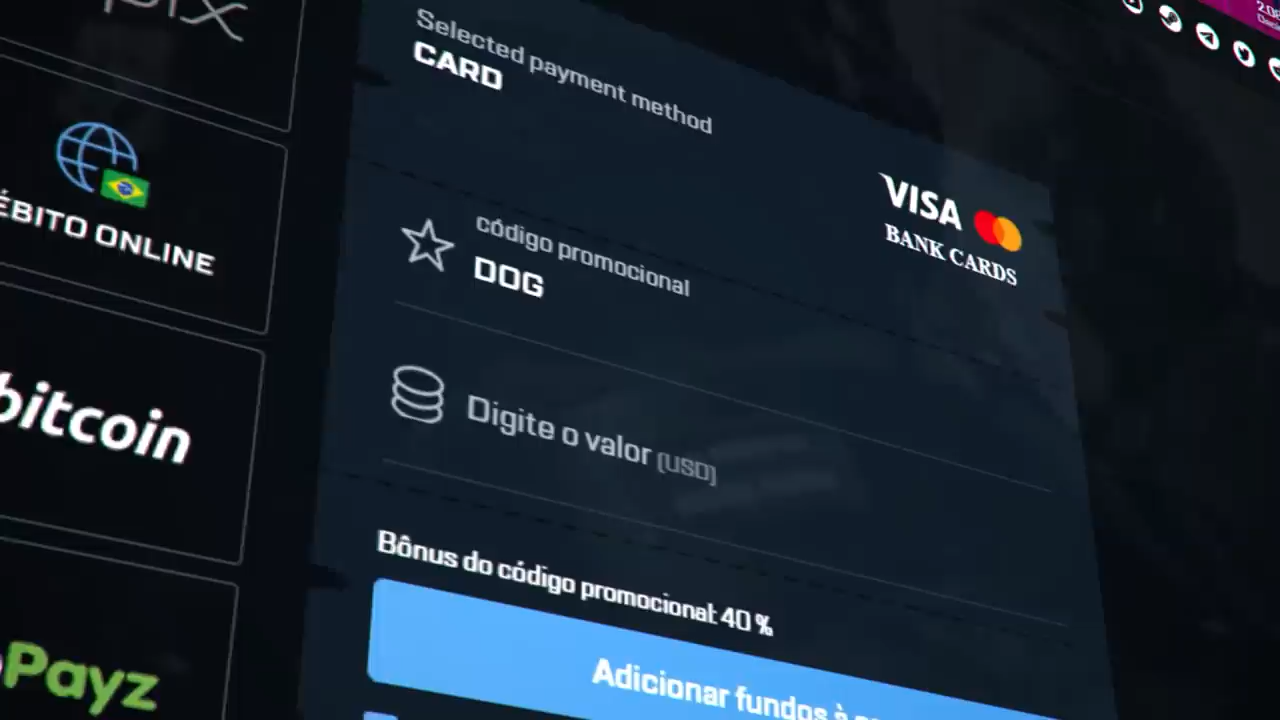 pix
ÉBITO ONLINE
bitcoin
Payz
Selected payment method
CARD
VISA
BANK CARDS
código promocional
DOG
Digite o valor (USD)
Bônus do código promocional: 40 %
Adicionar fundos à